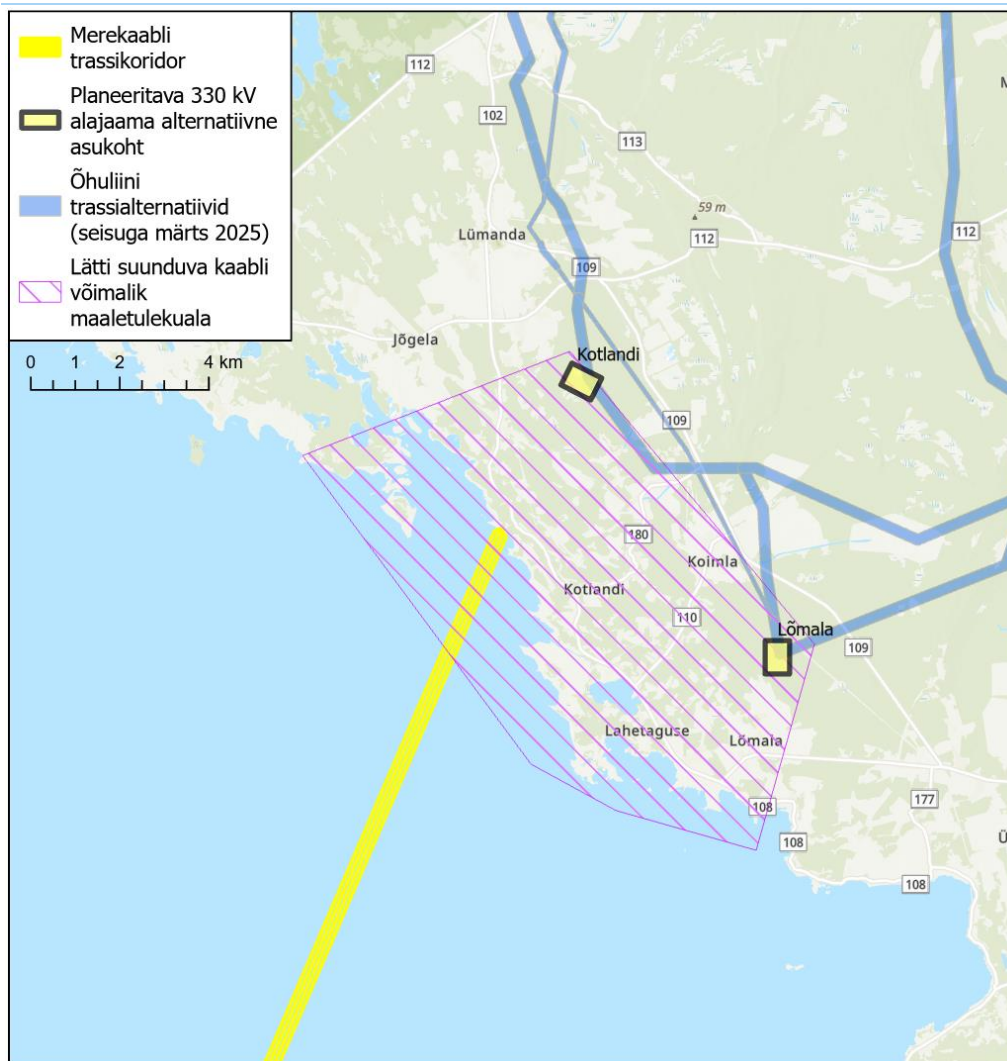 Merekaabli
trassikoridor
Planeeritava 330 kV
alajaama alternatiivne
asukoht
Õhuliini
trassialternatiivid
(seisuga märts 2025)
Lätti suunduva kaabli
võimalik
maaletulekuala
0 1 2 4 km
112
102
113
59 m
112
112
Lümanda
109
Jõgela
Kotlandi
109
180
Koimla
Kotlandi
110
Lõmala
109
Lahetaguse
Lõmala
108
177
108
108
M
Ü